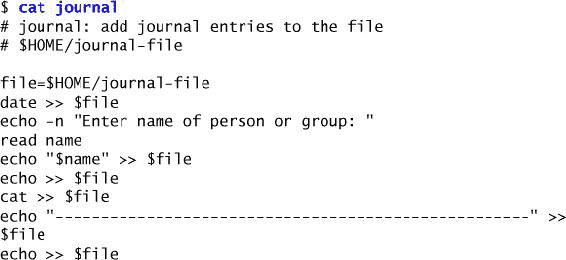 $ cat journal
# journal: add journal entries to the file
# $HOME/journal-file

file=$HOME/journal-file
date >> $file
echo -n "Enter name of person or group: "
read name
echo "$name" >> $file
echo >> $file
cat >> $file
echo "----------------------------------------------------" >>
$file
echo >> $file